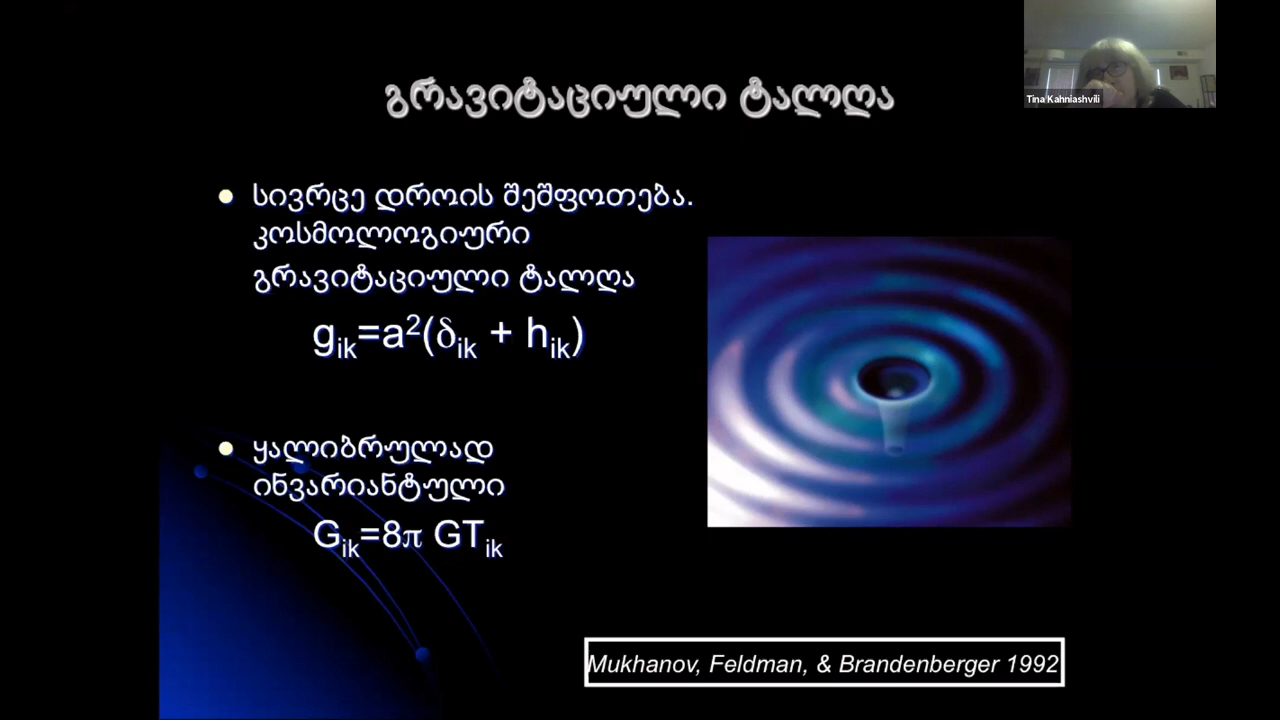 გრავიტაციული ტალღა
Tina Kahniashvili
• სივრცე დროის შეშფოთება.
კოსმოლოგიური
გრავიტაციული ტალღა
gᵢₖ=a²(δᵢₖ + hᵢₖ)
• ყალიბრულად
ინვარიანტული
Gᵢₖ=8π GTᵢₖ
Mukhanov, Feldman, & Brandenberger 1992